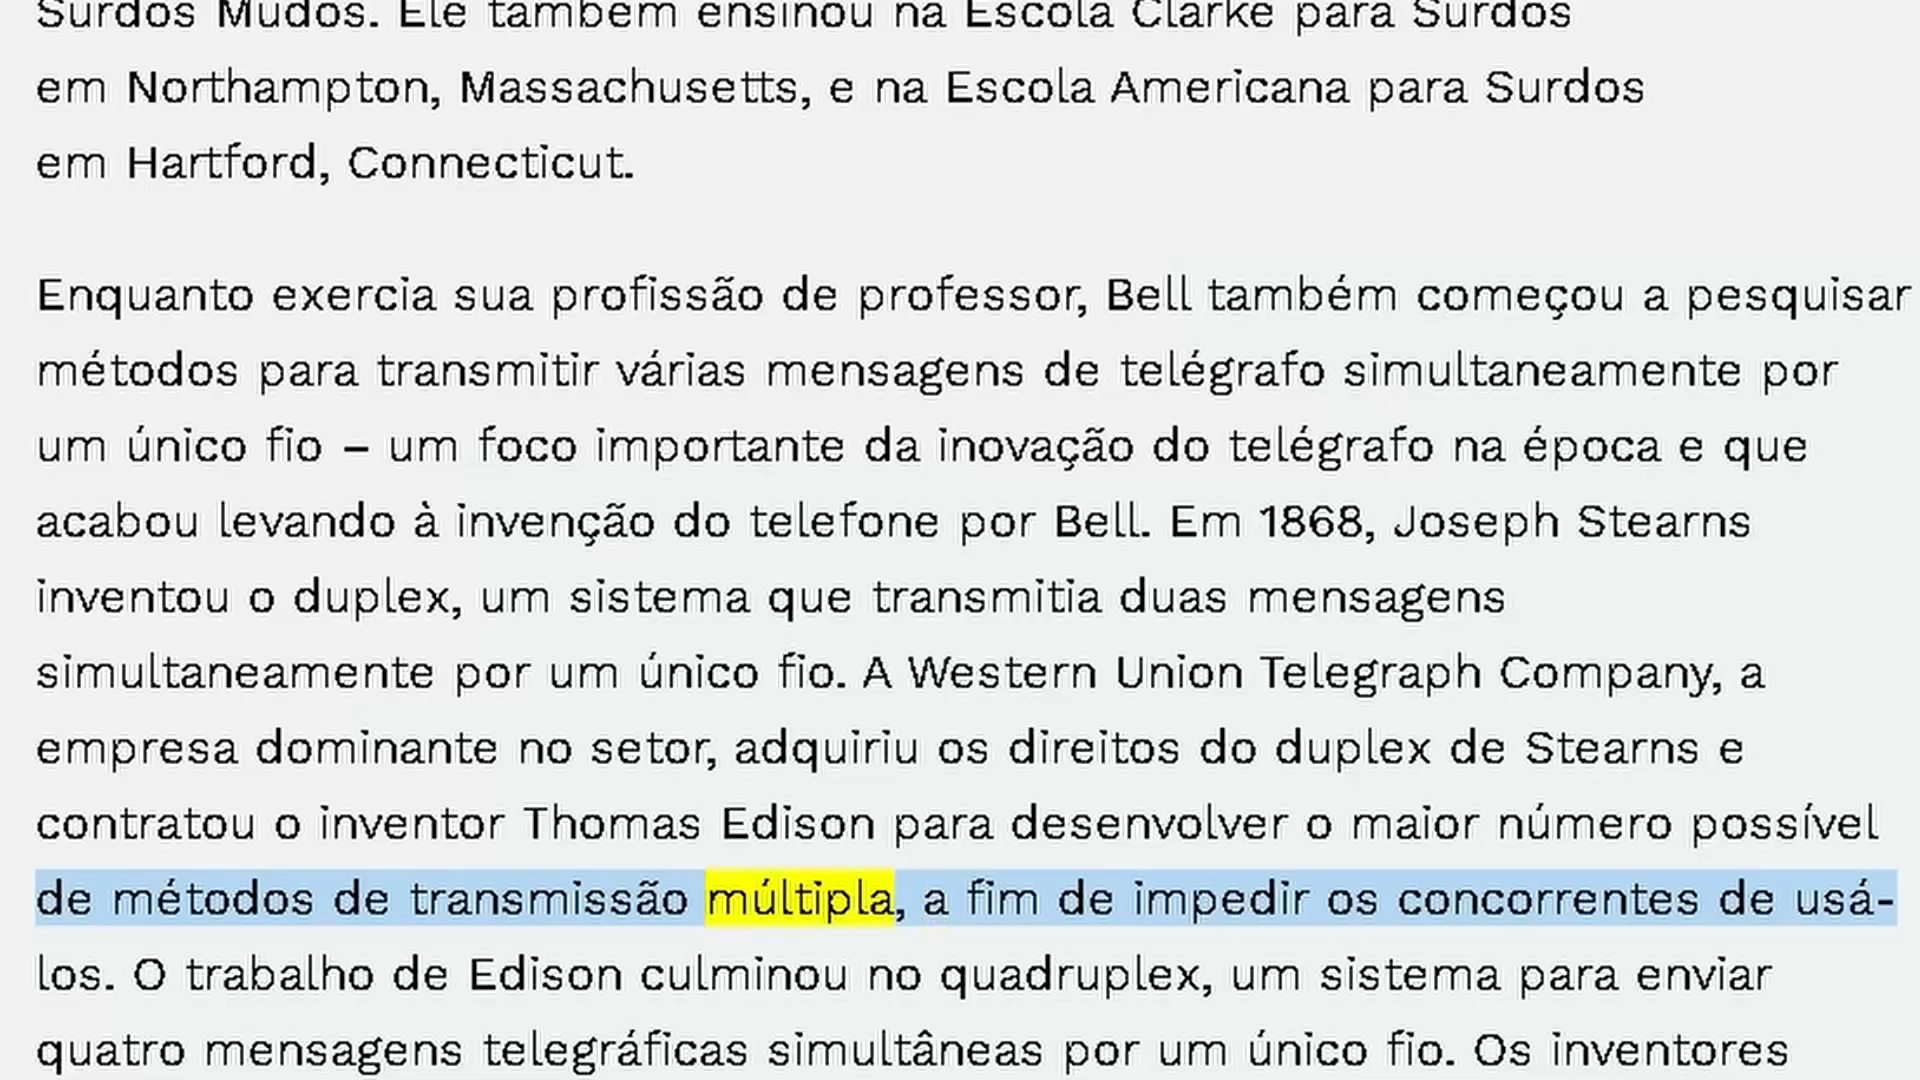 Surdos Mudos. Ele também ensinou na Escola Clarke para Surdos
em Northampton, Massachusetts, e na Escola Americana para Surdos
em Hartford, Connecticut.
Enquanto exercia sua profissão de professor, Bell também começou a pesquisar
métodos para transmitir várias mensagens de telégrafo simultaneamente por
um único fio – um foco importante da inovação do telégrafo na época e que
acabou levando à invenção do telefone por Bell. Em 1868, Joseph Stearns
inventou o duplex, um sistema que transmitia duas mensagens
simultaneamente por um único fio. A Western Union Telegraph Company, a
empresa dominante no setor, adquiriu os direitos do duplex de Stearns e
contratou o inventor Thomas Edison para desenvolver o maior número possível
de métodos de transmissão múltipla, a fim de impedir os concorrentes de usá-
los. O trabalho de Edison culminou no quadruplex, um sistema para enviar
quatro mensagens telegráficas simultâneas por um único fio. Os inventores